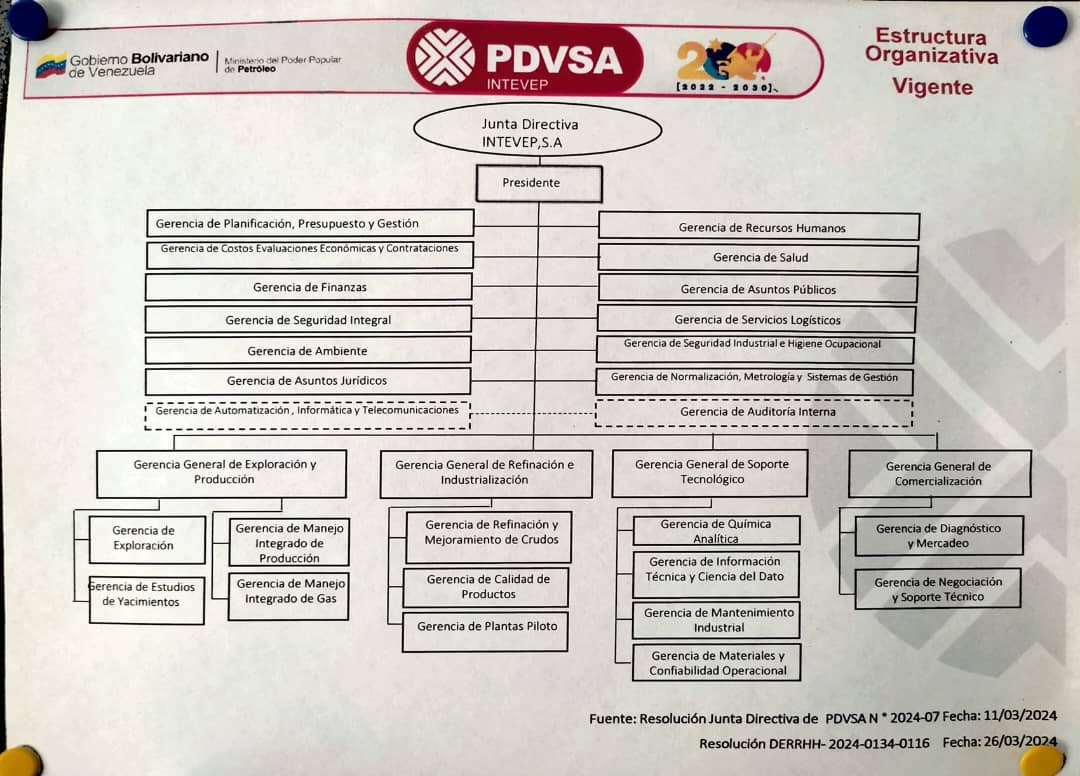 Gobierno Bolivariano
de Venezuela
Ministerio del Poder Popular
de Petróleo
PDVSA
INTEVEP
200
[2022 - 2030]
Estructura
Organizativa
Vigente
Junta Directiva
INTEVEP,S.A
Presidente
Gerencia de Planificación, Presupuesto y Gestión
Gerencia de Recursos Humanos
Gerencia de Costos Evaluaciones Económicas y Contrataciones
Gerencia de Salud
Gerencia de Finanzas
Gerencia de Asuntos Públicos
Gerencia de Seguridad Integral
Gerencia de Servicios Logísticos
Gerencia de Ambiente
Gerencia de Seguridad Industrial e Higiene Ocupacional
Gerencia de Asuntos Jurídicos
Gerencia de Normalización, Metrología y Sistemas de Gestión
Gerencia de Automatización , Informática y Telecomunicaciones
Gerencia de Auditoría Interna
Gerencia General de Exploración y
Producción
Gerencia de
Exploración
Gerencia de Estudios
de Yacimientos
Gerencia de Manejo
Integrado de
Producción
Gerencia de Manejo
Integrado de Gas
Gerencia General de Refinación e
Industrialización
Gerencia de Refinación y
Mejoramiento de Crudos
Gerencia de Calidad de
Productos
Gerencia de Plantas Piloto
Gerencia General de Soporte
Tecnológico
Gerencia de Química
Analítica
Gerencia de Información
Técnica y Ciencia del Dato
Gerencia de Mantenimiento
Industrial
Gerencia de Materiales y
Confiabilidad Operacional
Gerencia General de
Comercialización
Gerencia de Diagnóstico
y Mercadeo
Gerencia de Negociación
y Soporte Técnico
Fuente: Resolución Junta Directiva de PDVSA N ° 2024-07 Fecha: 11/03/2024
Resolución DERRHH- 2024-0134-0116 Fecha: 26/03/2024